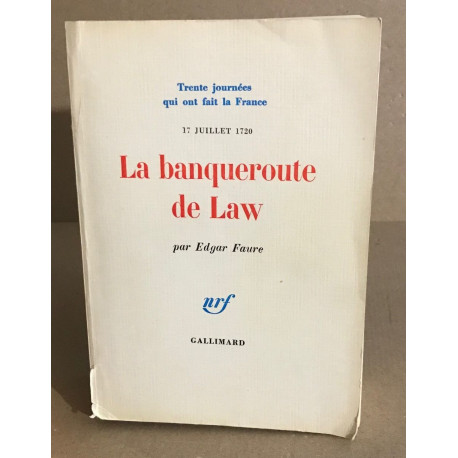 Trente journées
qui ont fait la France
17 JUILLET 1720
La banqueroute
de Law
par Edgar Faure
nrf
GALLIMARD